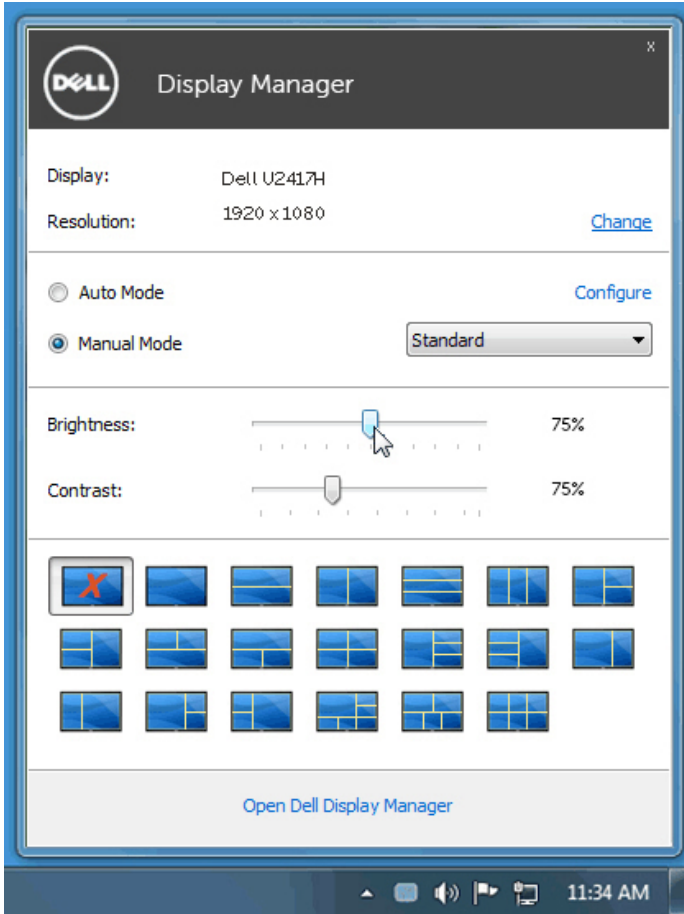 DELL Display Manager x
Display: Dell U2417H
Resolution: 1920 x 1080 Change
Auto Mode Configure
Manual Mode Standard
Brightness: 75%
Contrast: 75%
Open Dell Display Manager
11:34 AM